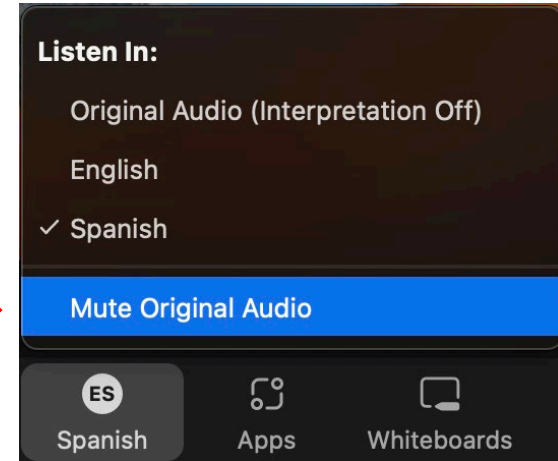 Listen In:
Original Audio (Interpretation Off)
English
✓ Spanish
Mute Original Audio
ES
Spanish
Apps
Whiteboards